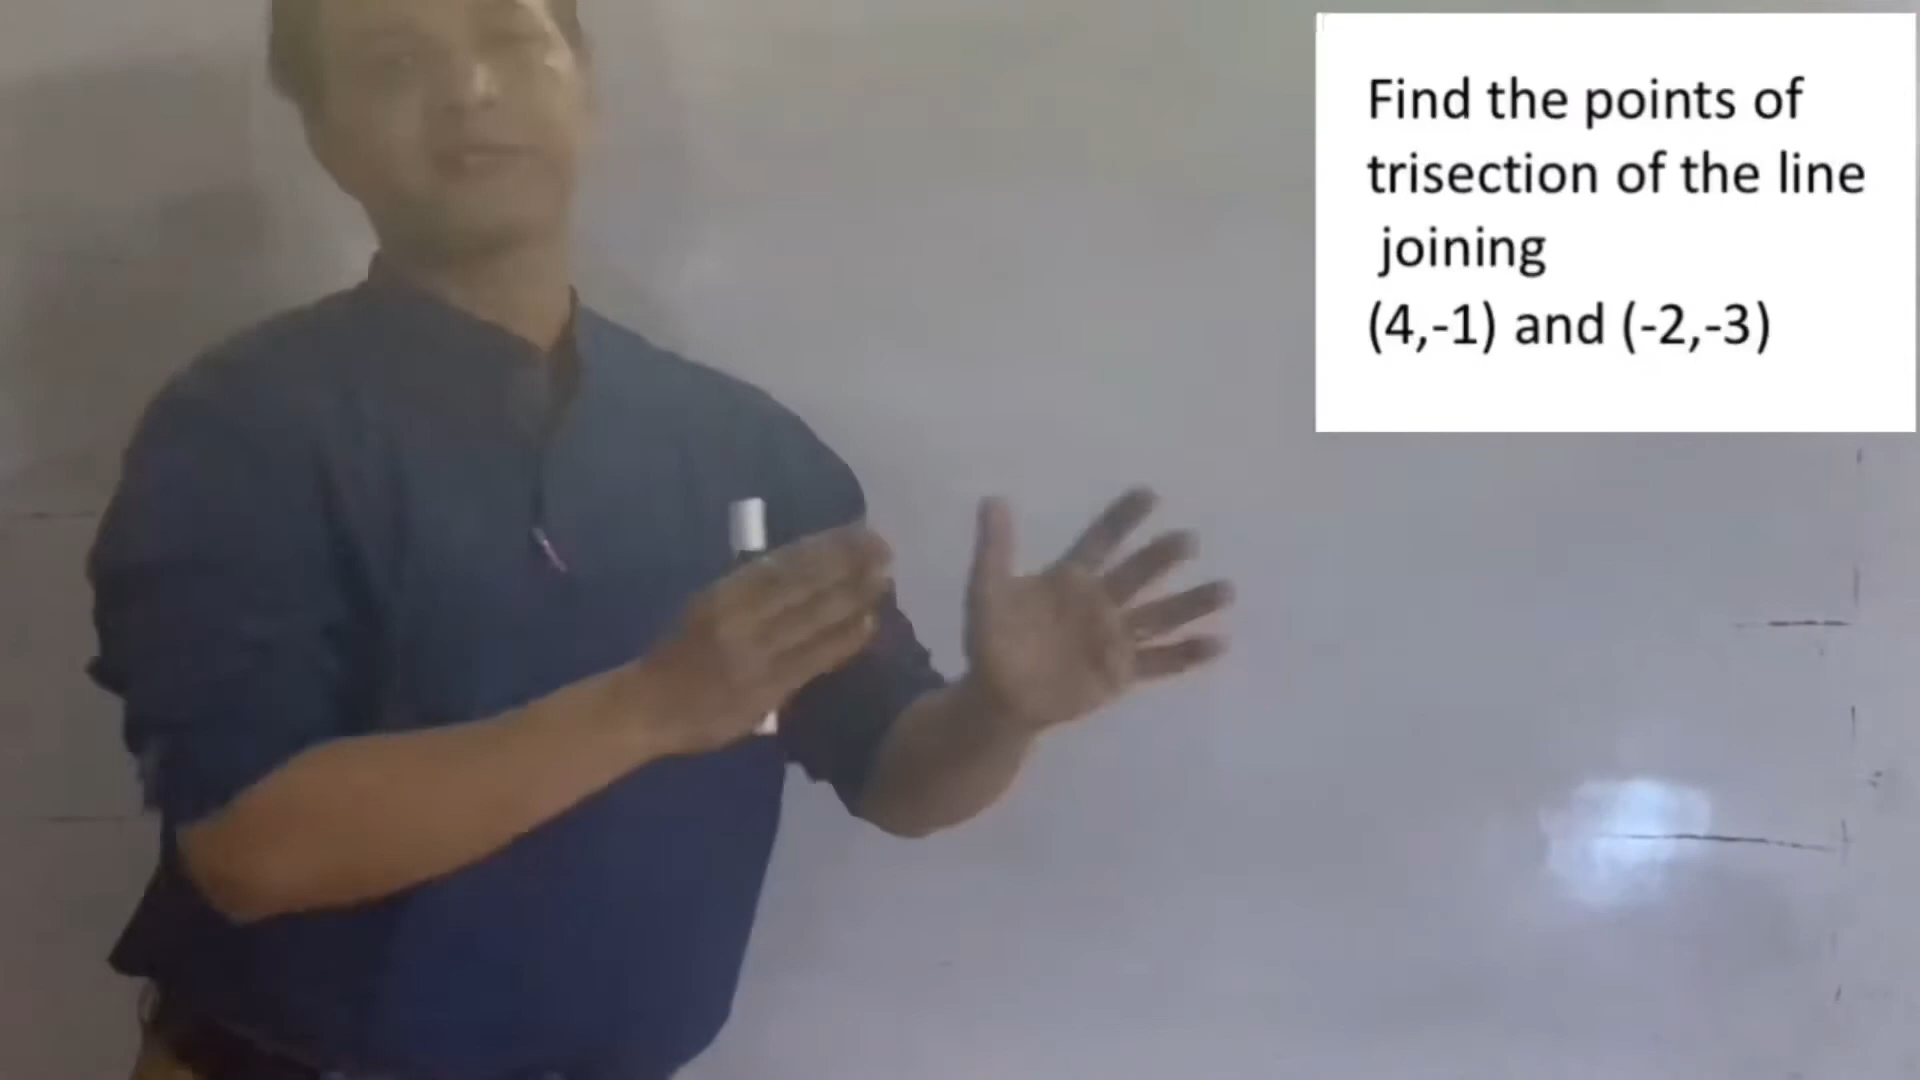 Find the points of
trisection of the line
joining
(4,-1) and (-2,-3)